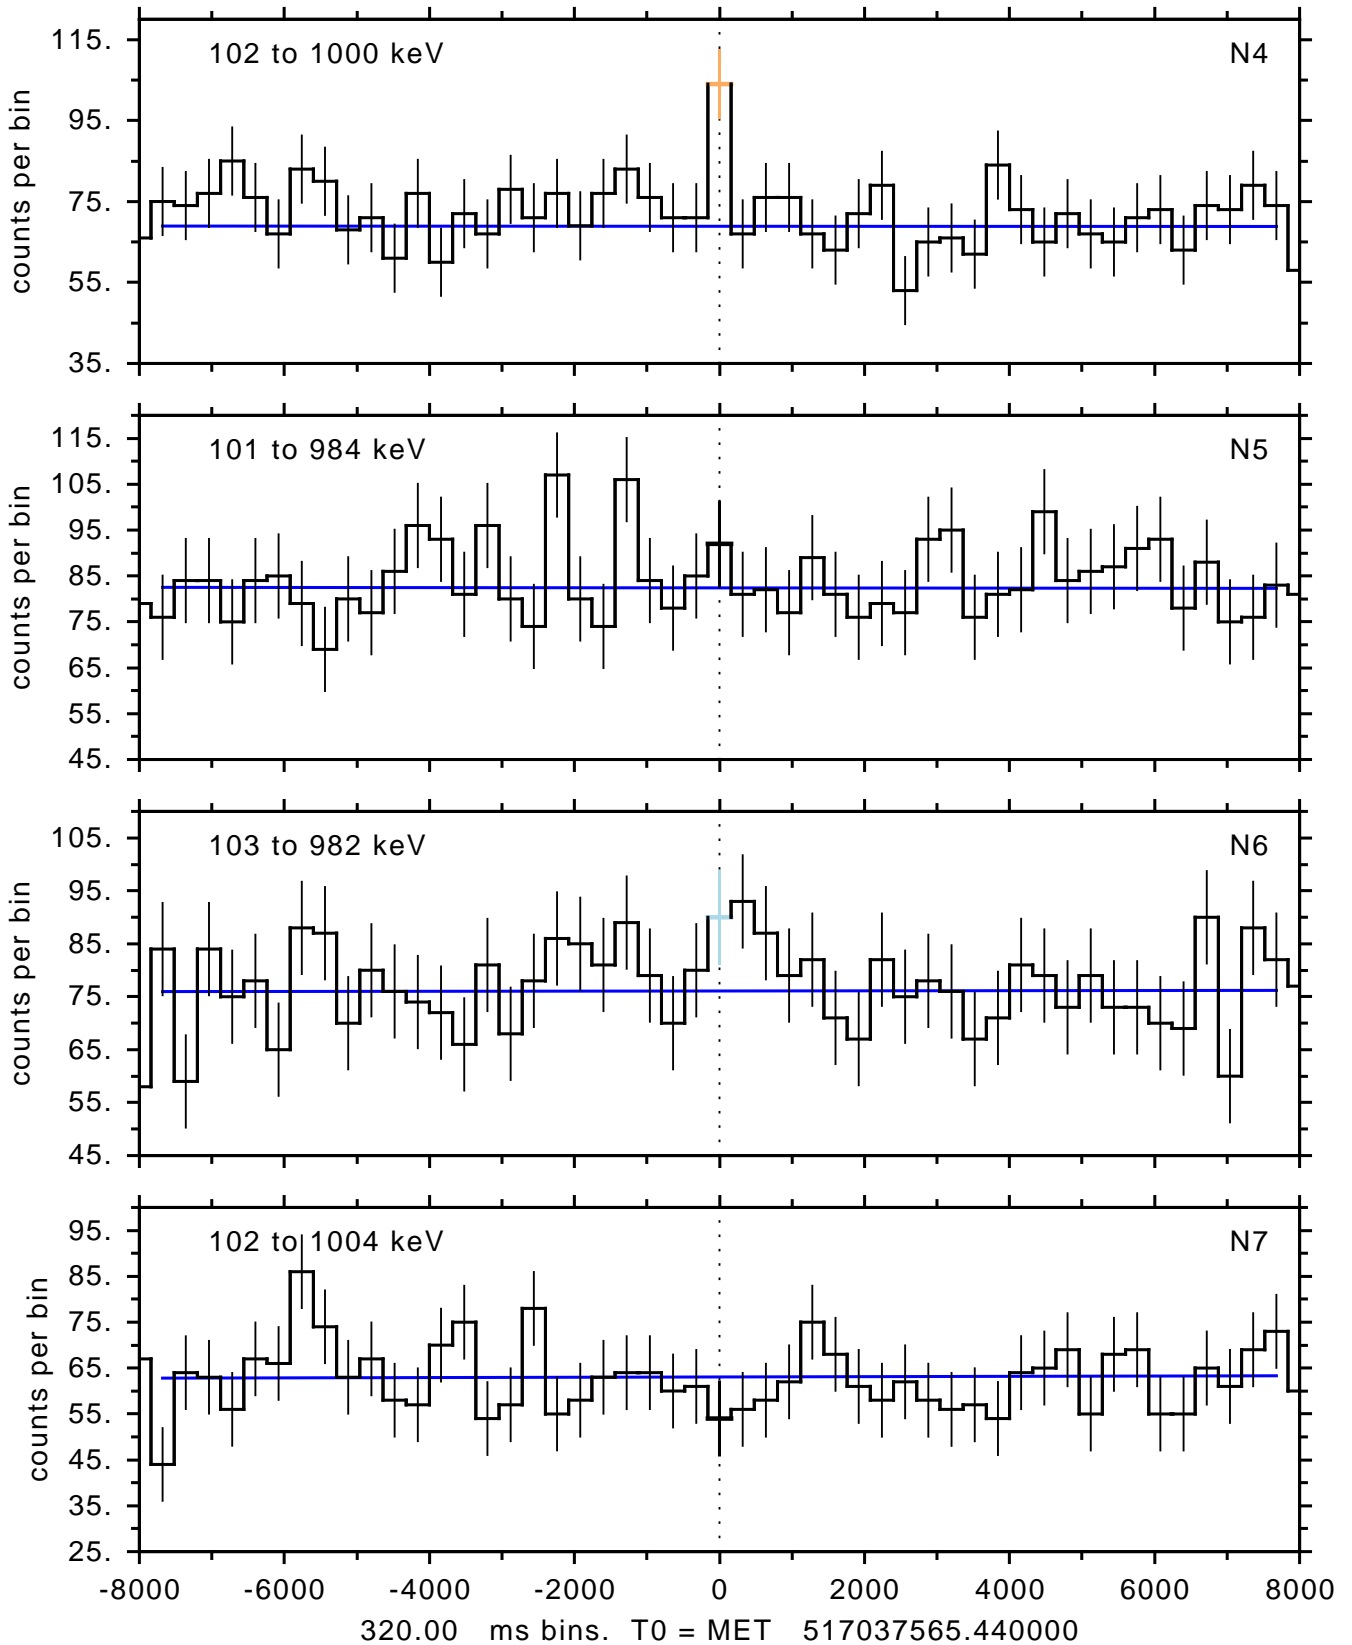 102 to 1000 keV N4
115.
95.
75.
55.
35.
counts per bin
101 to 984 keV N5
115.
105.
95.
85.
75.
65.
55.
45.
counts per bin
103 to 982 keV N6
105.
95.
85.
75.
65.
55.
45.
counts per bin
102 to 1004 keV N7
95.
85.
75.
65.
55.
45.
35.
25.
counts per bin
-8000 -6000 -4000 -2000 0 2000 4000 6000 8000
320.00 ms bins. T0 = MET 517037565.440000